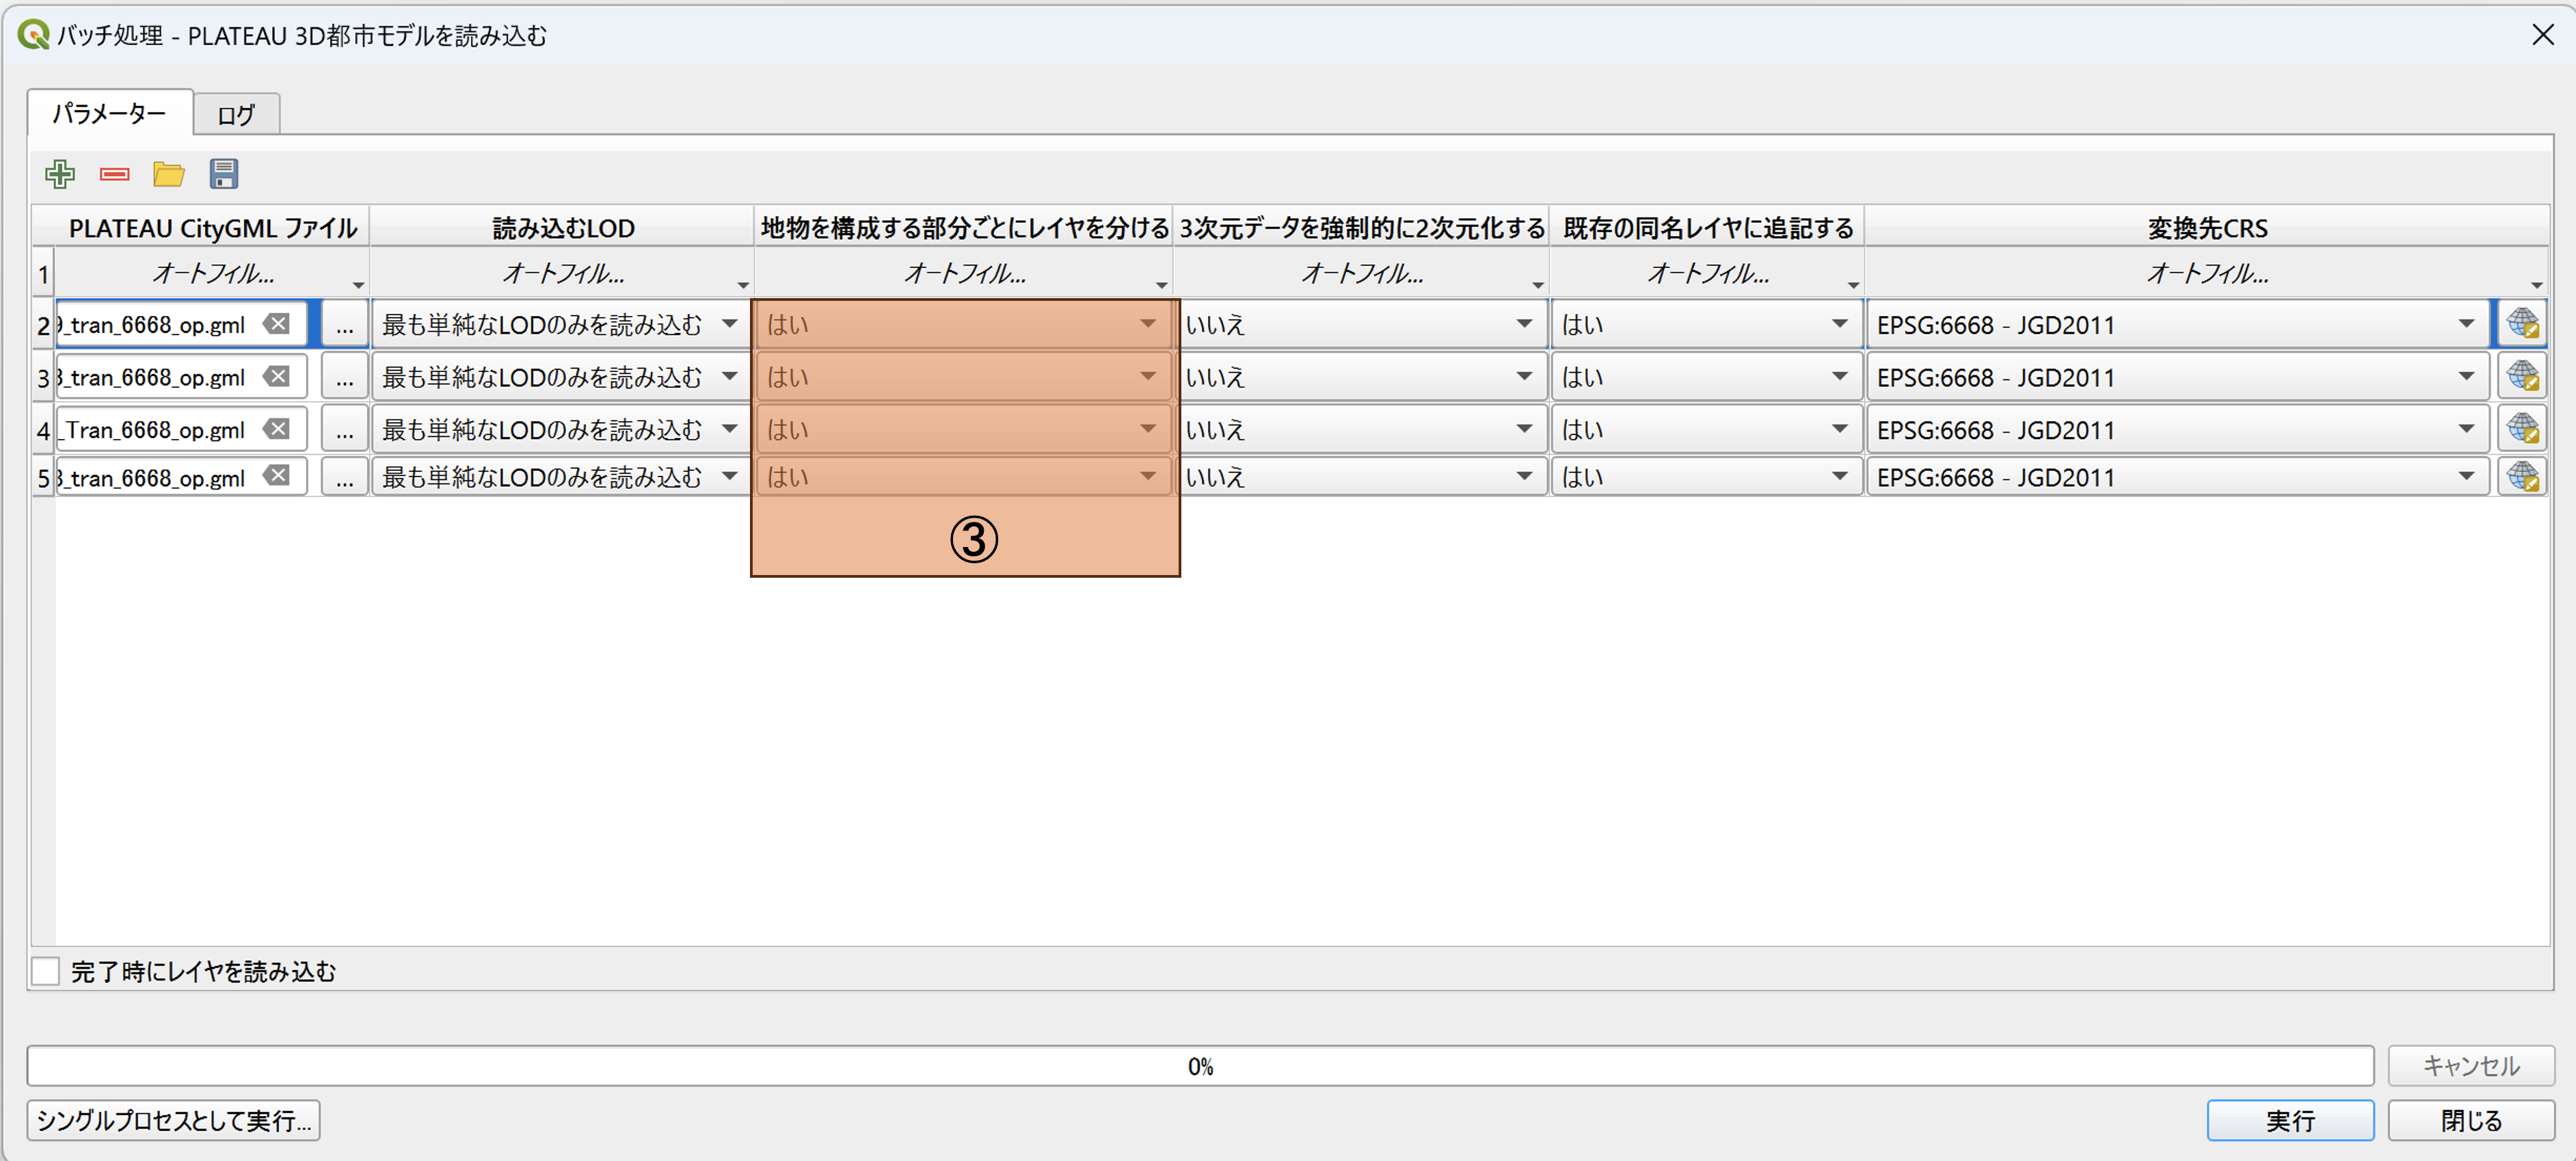 バッチ処理 - PLATEAU 3D都市モデルを読み込む
パラメーター ログ
PLATEAU CityGML ファイル 読み込むLOD 地物を構成する部分ごとにレイヤを分ける 3次元データを強制的に2次元化する 既存の同名レイヤに追記する 変換先CRS
1 オートフィル... オートフィル... オートフィル... オートフィル... オートフィル... オートフィル...
2 _tran_6668_op.gml ... 最も単純なLODのみを読み込む はい いいえ はい EPSG:6668 - JGD2011
3 _tran_6668_op.gml ... 最も単純なLODのみを読み込む はい いいえ はい EPSG:6668 - JGD2011
4 _Tran_6668_op.gml ... 最も単純なLODのみを読み込む はい いいえ はい EPSG:6668 - JGD2011
5 _tran_6668_op.gml ... 最も単純なLODのみを読み込む はい いいえ はい EPSG:6668 - JGD2011
③
完了時にレイヤを読み込む
0% キャンセル
シングルプロセスとして実行... 実行 閉じる